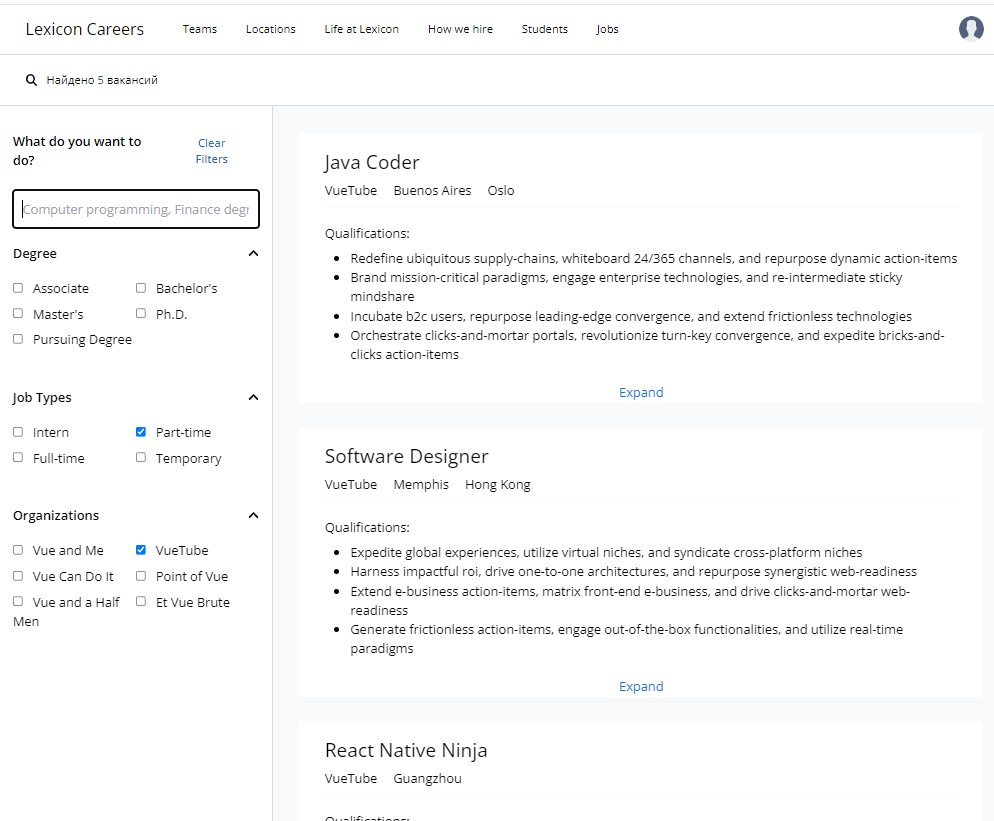 Lexicon Careers Teams Locations Life at Lexicon How we hire Students Jobs
Найдено 5 вакансий
What do you want to
do?
Clear
Filters
Computer programming, Finance degr
Degree
Associate Bachelor's
Master's Ph.D.
Pursuing Degree
Job Types
Intern Part-time
Full-time Temporary
Organizations
Vue and Me VueTube
Vue Can Do It Point of Vue
Vue and a Half Et Vue Brute
Men
Java Coder
VueTube Buenos Aires Oslo
Qualifications:
Redefine ubiquitous supply-chains, whiteboard 24/365 channels, and repurpose dynamic action-items
Brand mission-critical paradigms, engage enterprise technologies, and re-intermediate sticky
mindshare
Incubate b2c users, repurpose leading-edge convergence, and extend frictionless technologies
Orchestrate clicks-and-mortar portals, revolutionize turn-key convergence, and expedite bricks-and-
clicks action-items
Expand
Software Designer
VueTube Memphis Hong Kong
Qualifications:
Expedite global experiences, utilize virtual niches, and syndicate cross-platform niches
Harness impactful roi, drive one-to-one architectures, and repurpose synergistic web-readiness
Extend e-business action-items, matrix front-end e-business, and drive clicks-and-mortar web-
readiness
Generate frictionless action-items, engage out-of-the-box functionalities, and utilize real-time
paradigms
Expand
React Native Ninja
VueTube Guangzhou
Qualifications: